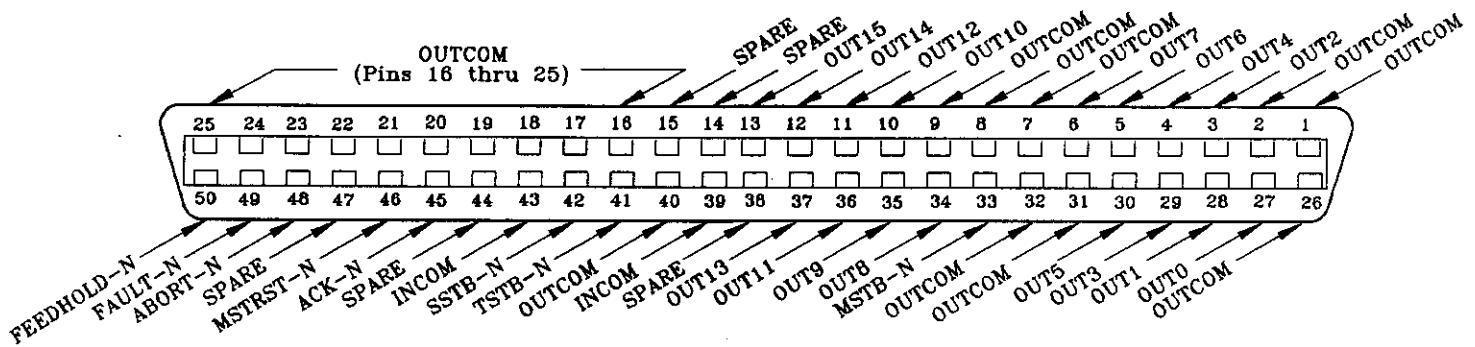 OUTCOM
(Pins 16 thru 25)
SPARE
SPARE
OUT15
OUT14
OUT12
OUT10
OUTCOM
OUTCOM
OUTCOM
OUT7
OUT6
OUT4
OUT2
OUTCOM
OUTCOM
25 24 23 22 21 20 19 18 17 16 15 14 13 12 11 10 9 8 7 6 5 4 3 2 1
50 49 48 47 46 45 44 43 42 41 40 39 38 37 36 35 34 33 32 31 30 29 28 27 26
FEEDHOLD-N
FAULT-N
ABORT-N
SPARE
MSTRST-N
ACK-N
SPARE
INCOM
SSTB-N
TSTB-N
OUTCOM
INCOM
SPARE
OUT13
OUT11
OUT9
OUT8
MSTB-N
OUTCOM
OUTCOM
OUT5
OUT3
OUT1
OUT0
OUTCOM